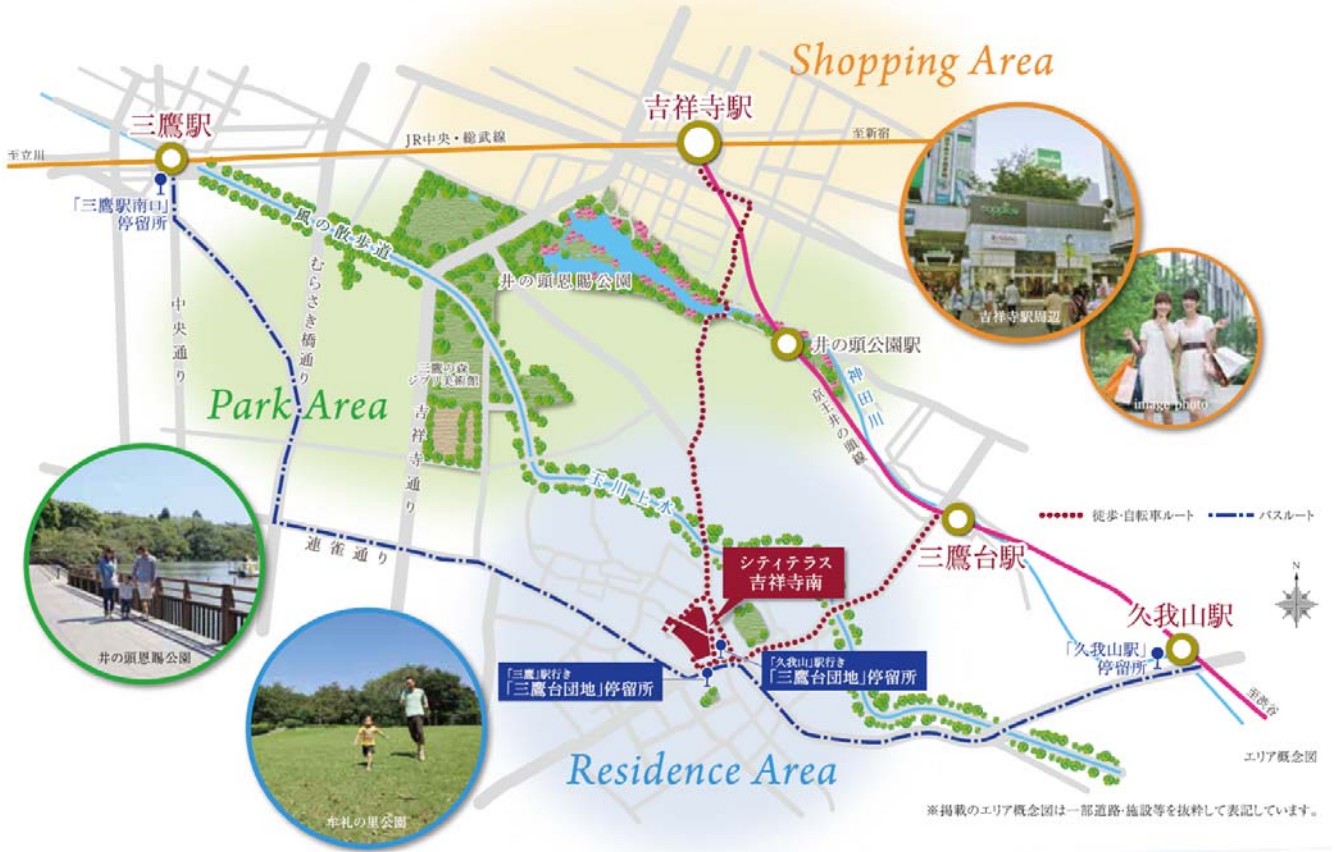 Shopping Area
吉祥寺駅
三鷹駅
JR中央・総武線
至新宿
至立川
「三鷹駅南口」
停留所
風の散歩道
むらさき橋通り
中央通り
井の頭恩賜公園
吉祥寺駅周辺
井の頭公園駅
神田川
image photo
三鷹の森
ジブリ美術館
Park Area
吉祥寺通り
京王井の頭線
玉川上水
徒歩・自転車ルート
バスルート
連雀通り
三鷹台駅
シティテラス
吉祥寺南
N
久我山駅
「久我山駅」
停留所
井の頭恩賜公園
「三鷹」駅行き
「三鷹台団地」停留所
「久我山」駅行き
「三鷹台団地」停留所
至渋谷
Residence Area
エリア概念図
牟礼の里公園
※掲載のエリア概念図は一部道路・施設等を抜粋して表記しています。